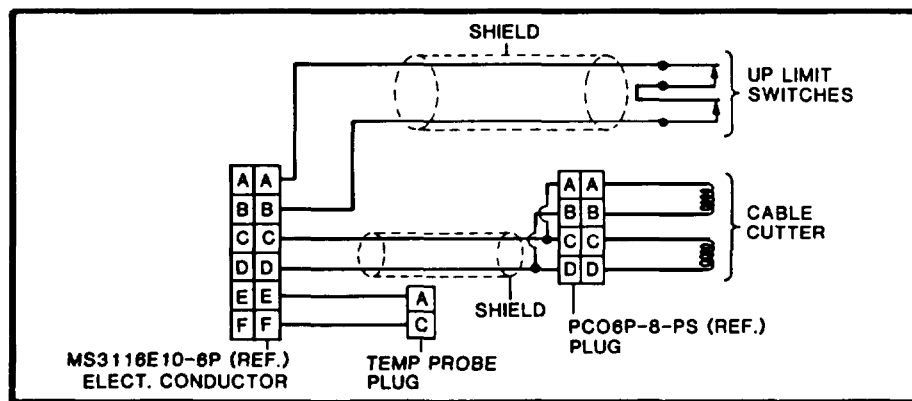 SHIELD
UP LIMIT
SWITCHES
A A
B B
C C
D D
E E
F F
A A
B B
C C
D D
CABLE
CUTTER
A
C
SHIELD
PCO6P-8-PS (REF.)
PLUG
MS3116E10-6P (REF.)
ELECT. CONDUCTOR
TEMP PROBE
PLUG